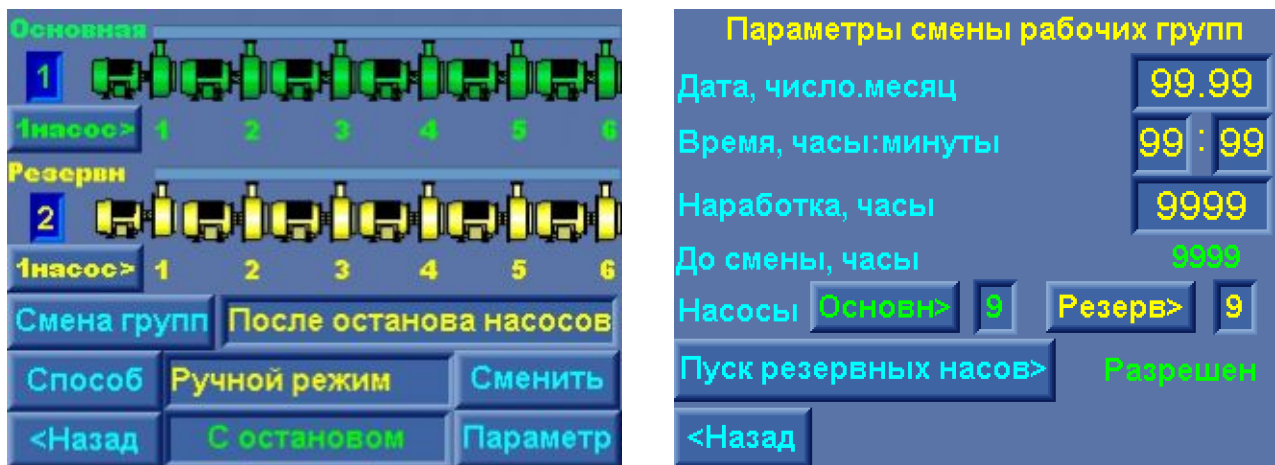 Основная
1
1насос> 1 2 3 4 5 6
Резервн
2
1насос> 1 2 3 4 5 6
Смена групп После останова насосов
Способ Ручной режим Сменить
<Назад С остановом Параметр
Параметры смены рабочих групп
Дата, число.месяц 99.99
Время, часы:минуты 99 : 99
Наработка, часы 9999
До смены, часы 9999
Насосы Основн> 9 Резерв> 9
Пуск резервных насов> Разрешен
<Назад